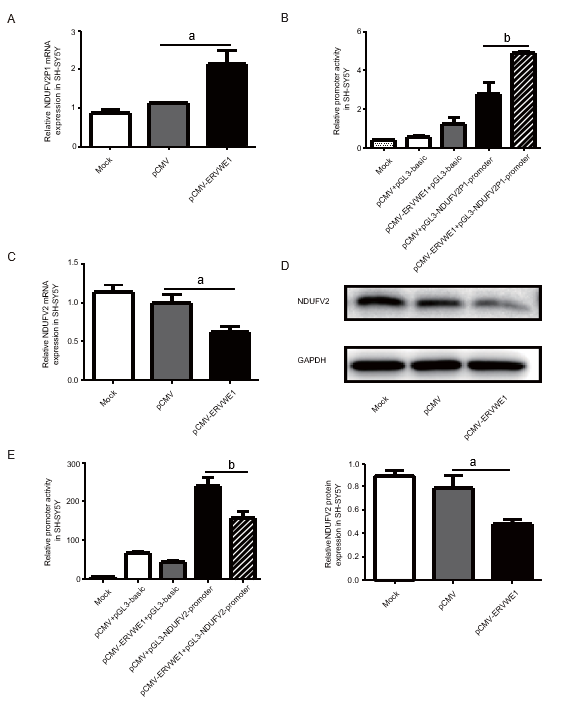 A
Relative NDUFV2P1 mRNA
expression in SH-SY5Y
3
2
1
0
a
Mock
pCMV
pCMV-ERVWE1
B
Relative promoter activity
in SH-SY5Y
6
4
2
0
b
Mock
pCMV+pGL3-basic
pCMV-ERVWE1+pGL3-basic
pCMV+pGL3-NDUFV2P1-promoter
pCMV-ERVWE1+pGL3-NDUFV2P1-promoter
C
Relative NDUFV2 mRNA
expression in SH-SY5Y
1.5
1.0
0.5
0.0
a
Mock
pCMV
pCMV-ERVWE1
D
NDUFV2
GAPDH
Mock
pCMV
pCMV-ERVWE1
E
Relative promoter activity
in SH-SY5Y
300
200
100
0
b
Mock
pCMV+pGL3-basic
pCMV-ERVWE1+pGL3-basic
pCMV+pGL3-NDUFV2-promoter
pCMV-ERVWE1+pGL3-NDUFV2-promoter
Relative NDUFV2 protein
expression in SH-SY5Y
1.0
0.8
0.6
0.4
0.2
0.0
a
Mock
pCMV
pCMV-ERVWE1